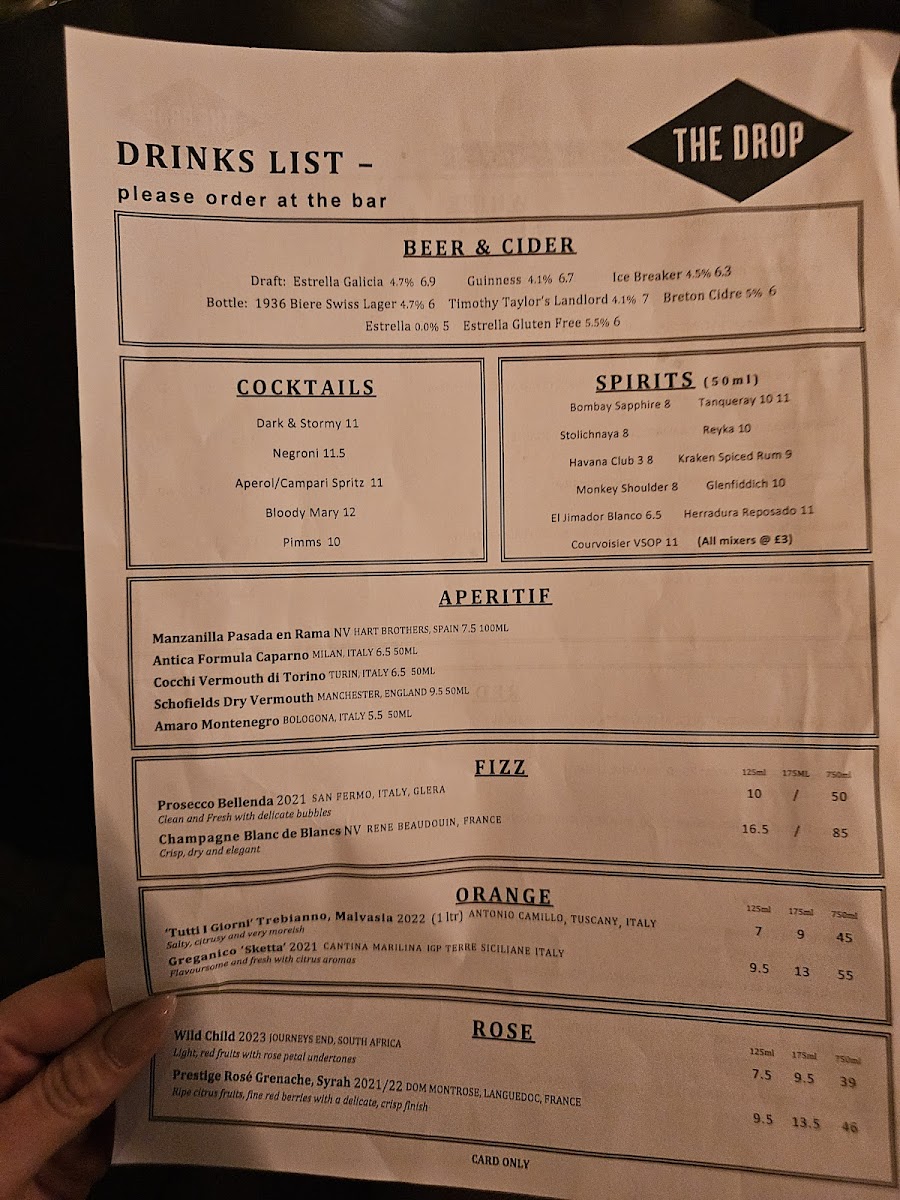 THE DROP
DRINKS LIST –
please order at the bar
BEER & CIDER
Draft: Estrella Galicia 4.7% 6.9 Guinness 4.1% 6.7 Ice Breaker 4.5% 6.3
Bottle: 1936 Biere Swiss Lager 4.7% 6 Timothy Taylor's Landlord 4.1% 7 Breton Cidre 5% 6
Estrella 0.0% 5 Estrella Gluten Free 5.5% 6
COCKTAILS
Dark & Stormy 11
Negroni 11.5
Aperol/Campari Spritz 11
Bloody Mary 12
Pimms 10
SPIRITS (50ml)
Bombay Sapphire 8 Tanqueray 10 11
Stolichnaya 8 Reyka 10
Havana Club 3 8 Kraken Spiced Rum 9
Monkey Shoulder 8 Glenfiddich 10
El Jimador Blanco 6.5 Herradura Reposado 11
Courvoisier VSOP 11 (All mixers @ £3)
APERITIF
Manzanilla Pasada en Rama NV HART BROTHERS, SPAIN 7.5 100ML
Antica Formula Caparno MILAN, ITALY 6.5 50ML
Cocchi Vermouth di Torino TURIN, ITALY 6.5 50ML
Schofields Dry Vermouth MANCHESTER, ENGLAND 9.5 50ML
Amaro Montenegro BOLOGONA, ITALY 5.5 50ML
FIZZ
125ml 175ML 750ml
Prosecco Bellenda 2021 SAN FERMO, ITALY, GLERA 10 / 50
Clean and Fresh with delicate bubbles
Champagne Blanc de Blancs NV RENE BEAUDOUIN, FRANCE 16.5 / 85
Crisp, dry and elegant
ORANGE
125ml 175ml 750ml
'Tutti I Giorni' Trebianno, Malvasia 2022 (1 ltr) ANTONIO CAMILLO, TUSCANY, ITALY 7 9 45
Salty, citrusy and very moreish
Greganico 'Sketta' 2021 CANTINA MARILINA IGP TERRE SICILIANE ITALY 9.5 13 55
Flavoursome and fresh with citrus aromas
ROSE
125ml 175ml 750ml
Wild Child 2023 JOURNEYS END, SOUTH AFRICA 7.5 9.5 39
Light, red fruits with rose petal undertones
Prestige Rosé Grenache, Syrah 2021/22 DOM MONTROSE, LANGUEDOC, FRANCE 9.5 13.5 46
Ripe citrus fruits, fine red berries with a delicate, crisp finish
CARD ONLY